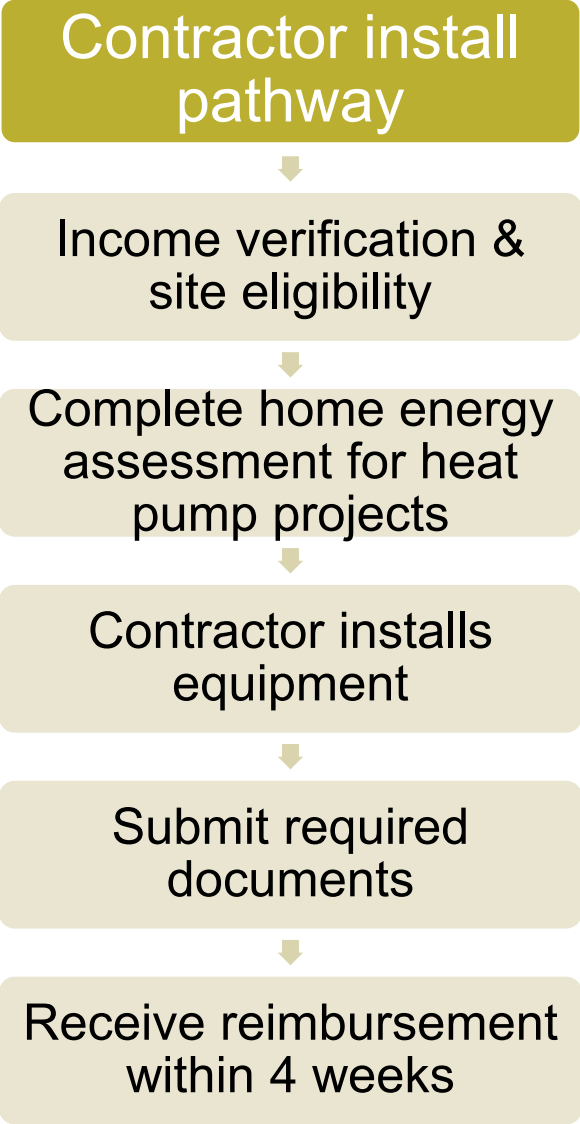 Contractor install
pathway
Income verification &
site eligibility
Complete home energy
assessment for heat
pump projects
Contractor installs
equipment
Submit required
documents
Receive reimbursement
within 4 weeks